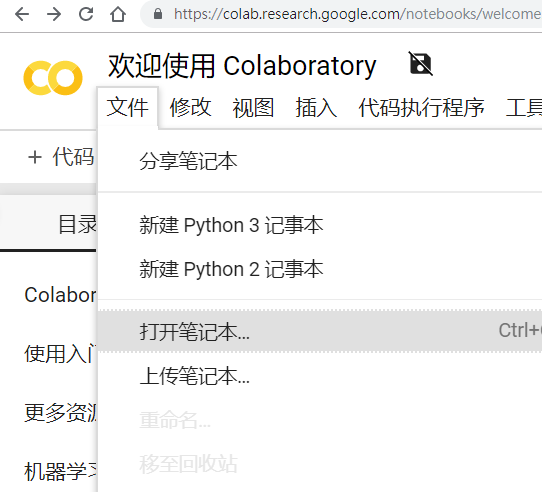 https://colab.research.google.com/notebooks/welcome
欢迎使用 Colaboratory
文件 修改 视图 插入 代码执行程序 工具
+ 代码
分享笔记本
目录
新建 Python 3 记事本
新建 Python 2 记事本
Colabor
打开笔记本... Ctrl+
使用入门
上传笔记本...
更多资源
重命名...
移至回收站
机器学习